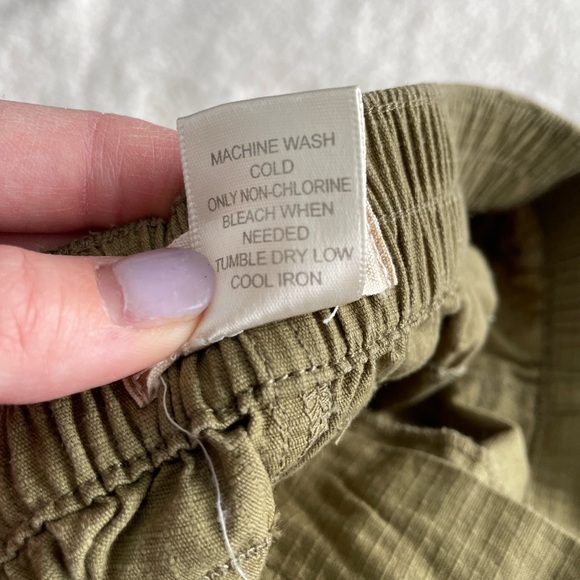 MACHINE WASH
COLD
ONLY NON-CHLORINE
BLEACH WHEN
NEEDED
TUMBLE DRY LOW
COOL IRON